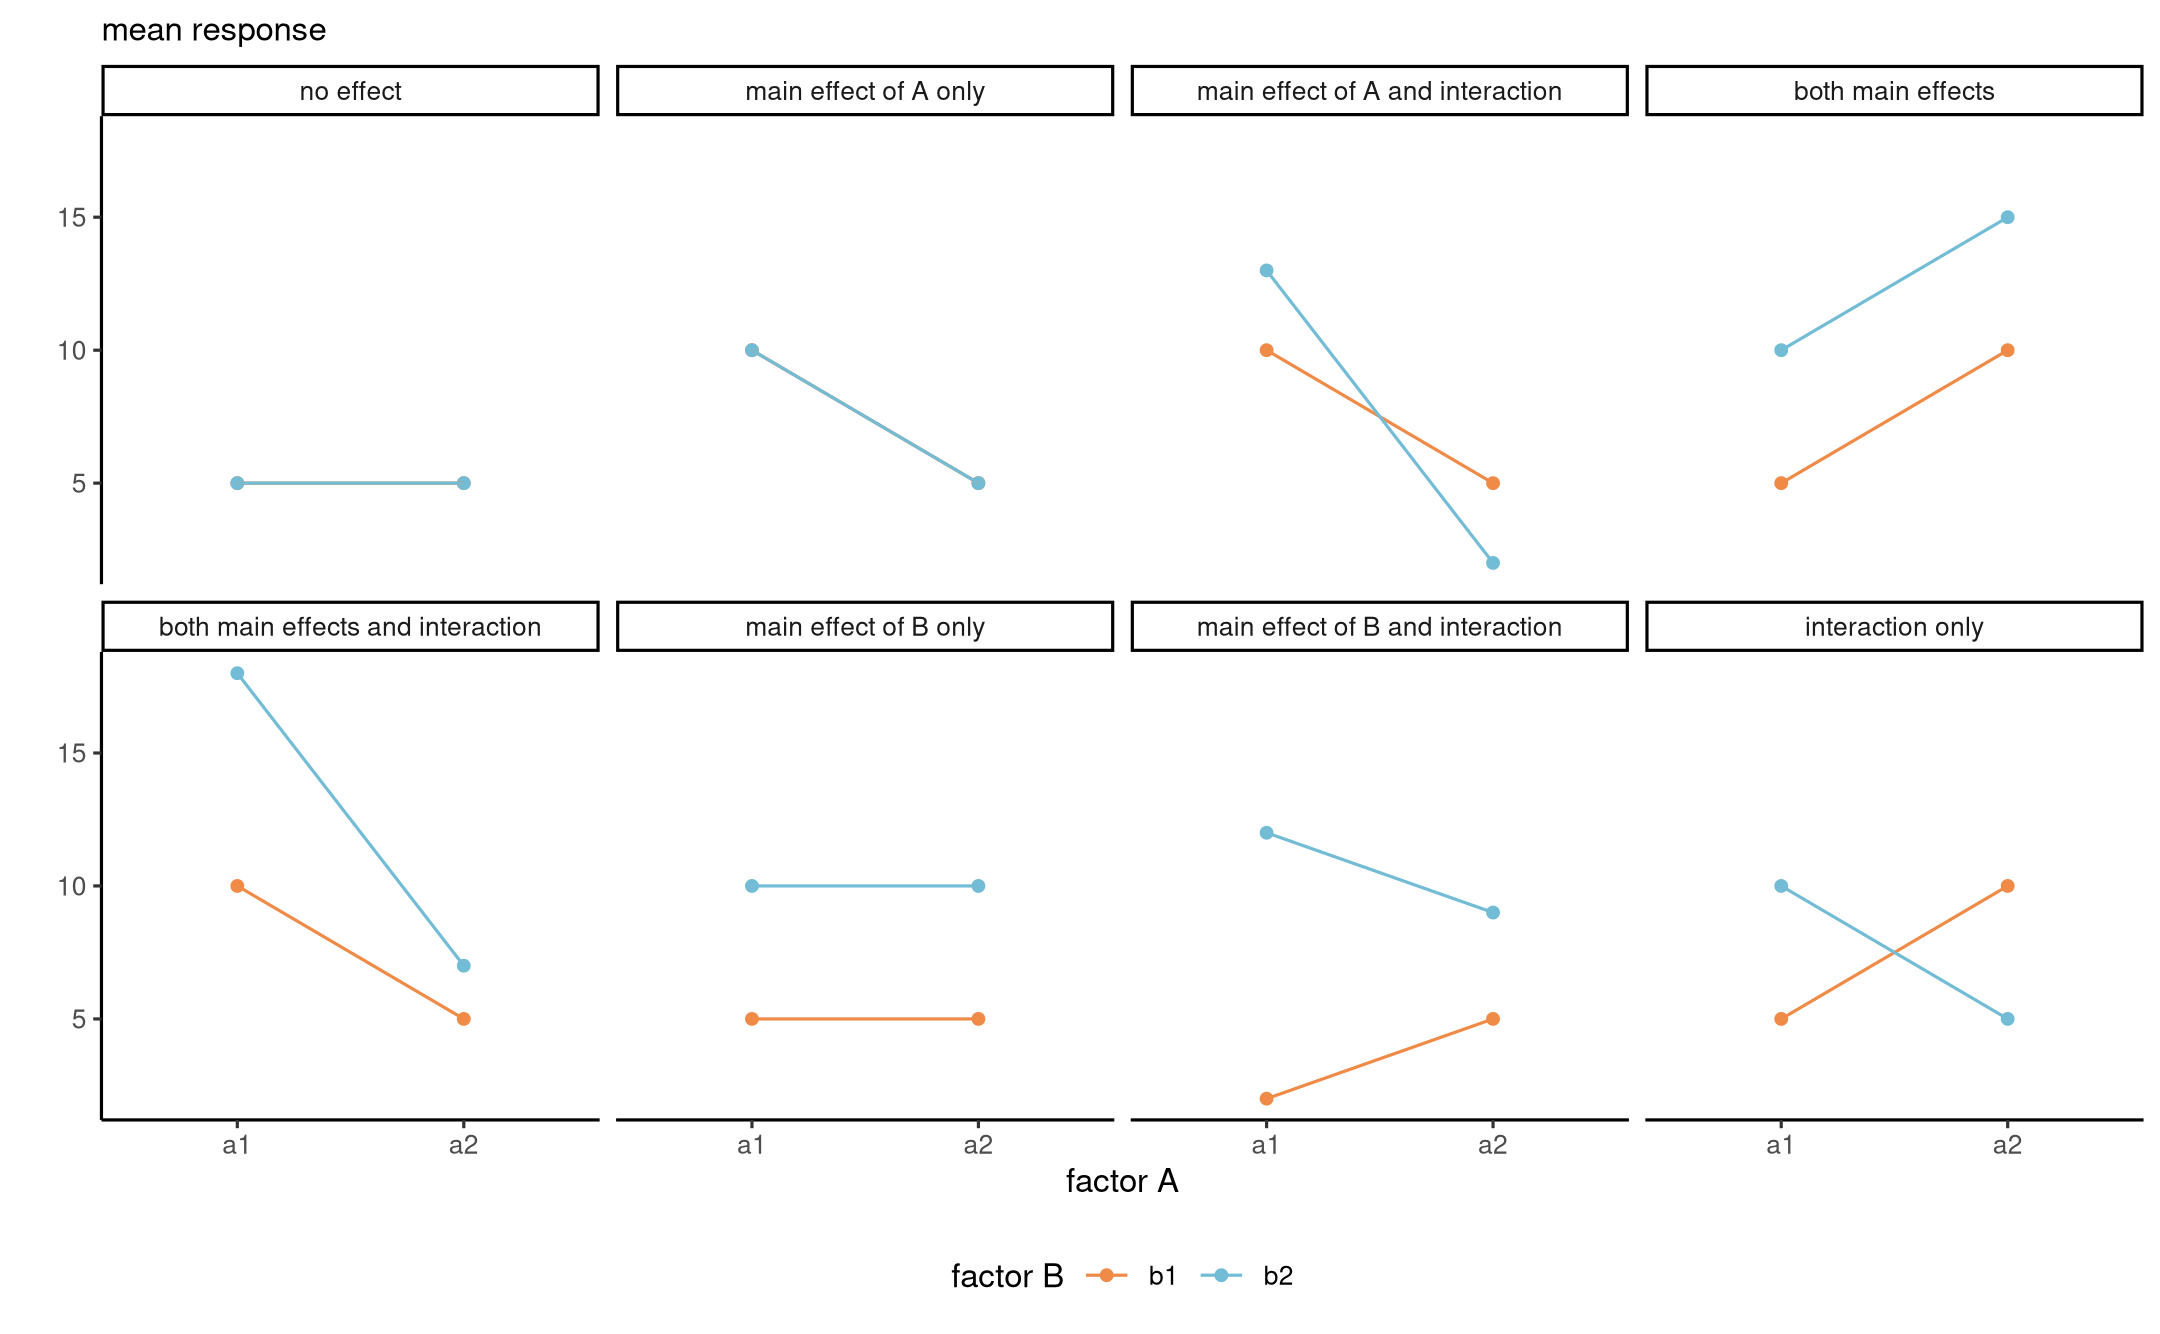 mean response
no effect
main effect of A only
main effect of A and interaction
both main effects
15
10
5
both main effects and interaction
main effect of B only
main effect of B and interaction
interaction only
15
10
5
a1 a2 a1 a2 a1 a2 a1 a2
factor A
factor B b1 b2